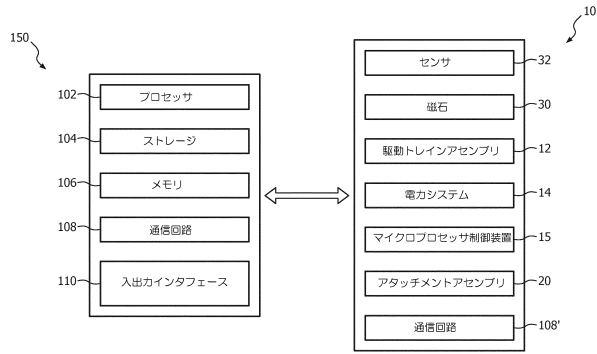 150
102 プロセッサ
104 ストレージ
106 メモリ
108 通信回路
110 入出力インタフェース
10
センサ 32
磁石 30
駆動トレインアセンブリ 12
電力システム 14
マイクロプロセッサ制御装置 15
アタッチメントアセンブリ 20
通信回路 108'